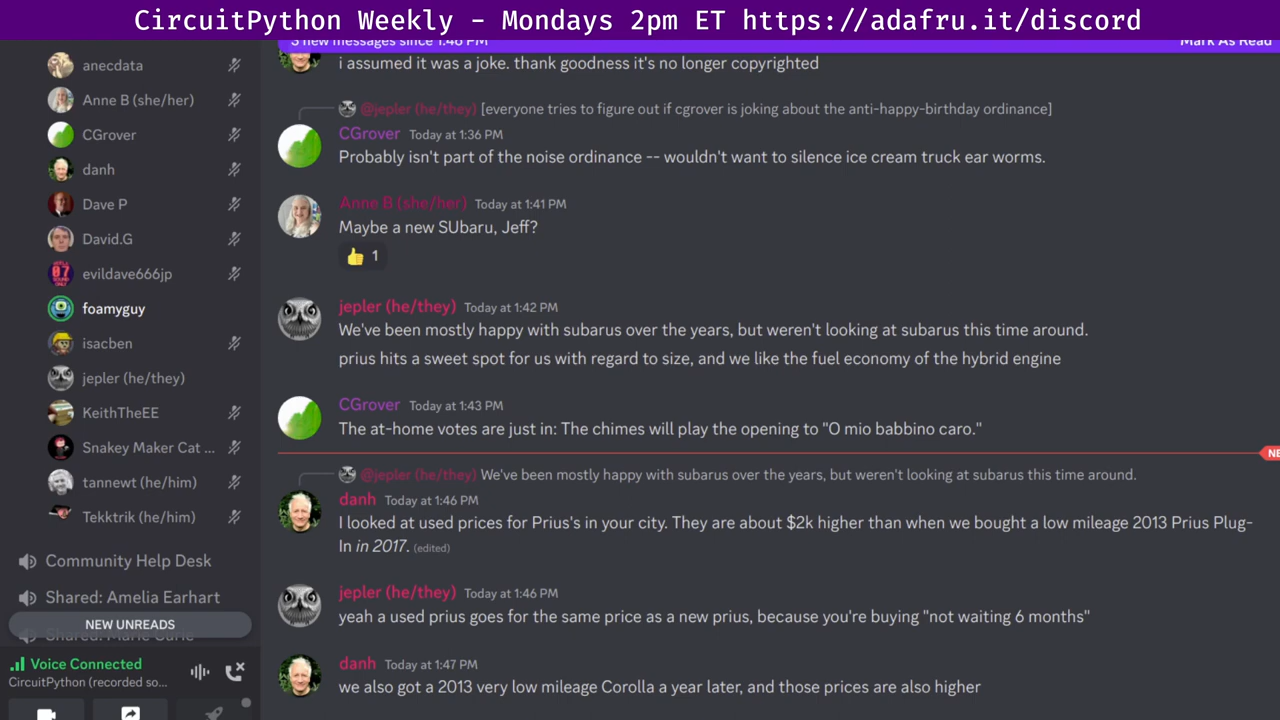 CircuitPython Weekly - Mondays 2pm ET https://adafru.it/discord
anecdata
Anne B (she/her)
CGrover
danh
Dave P
David.G
evildave666jp
foamyguy
isacben
jepler (he/they)
KeithTheEE
Snakey Maker Cat ...
tannewt (he/him)
Tekktrik (he/him)
Community Help Desk
Shared: Amelia Earhart
NEW UNREADS
Shared: Marie Curie
Voice Connected
CircuitPython (recorded so...
3 new messages since 1:46 PM
Mark As Read
i assumed it was a joke. thank goodness it's no longer copyrighted
@jepler (he/they) [everyone tries to figure out if cgrover is joking about the anti-happy-birthday ordinance]
CGrover Today at 1:36 PM
Probably isn't part of the noise ordinance -- wouldn't want to silence ice cream truck ear worms.
Anne B (she/her) Today at 1:41 PM
Maybe a new SUbaru, Jeff?
1
jepler (he/they) Today at 1:42 PM
We've been mostly happy with subarus over the years, but weren't looking at subarus this time around.
prius hits a sweet spot for us with regard to size, and we like the fuel economy of the hybrid engine
CGrover Today at 1:43 PM
The at-home votes are just in: The chimes will play the opening to "O mio babbino caro."
NE
@jepler (he/they) We've been mostly happy with subarus over the years, but weren't looking at subarus this time around.
danh Today at 1:46 PM
I looked at used prices for Prius's in your city. They are about $2k higher than when we bought a low mileage 2013 Prius Plug-
In in 2017. (edited)
jepler (he/they) Today at 1:46 PM
yeah a used prius goes for the same price as a new prius, because you're buying "not waiting 6 months"
danh Today at 1:47 PM
we also got a 2013 very low mileage Corolla a year later, and those prices are also higher